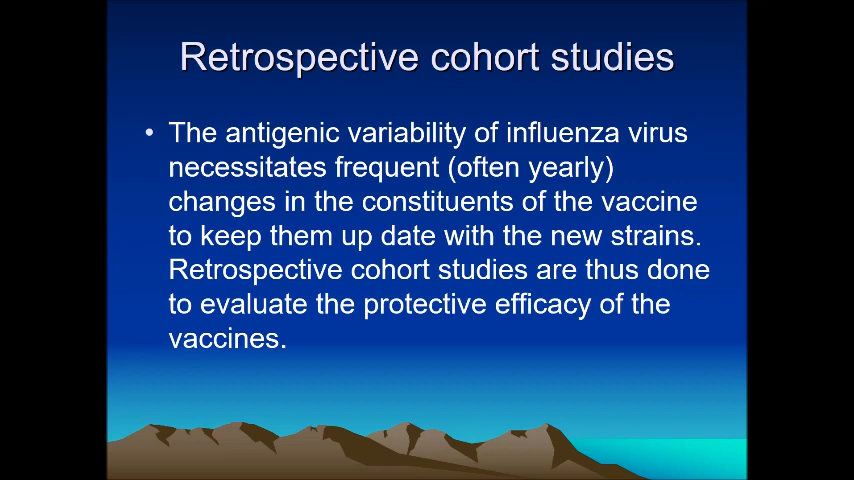 Retrospective cohort studies
• The antigenic variability of influenza virus
necessitates frequent (often yearly)
changes in the constituents of the vaccine
to keep them up date with the new strains.
Retrospective cohort studies are thus done
to evaluate the protective efficacy of the
vaccines.